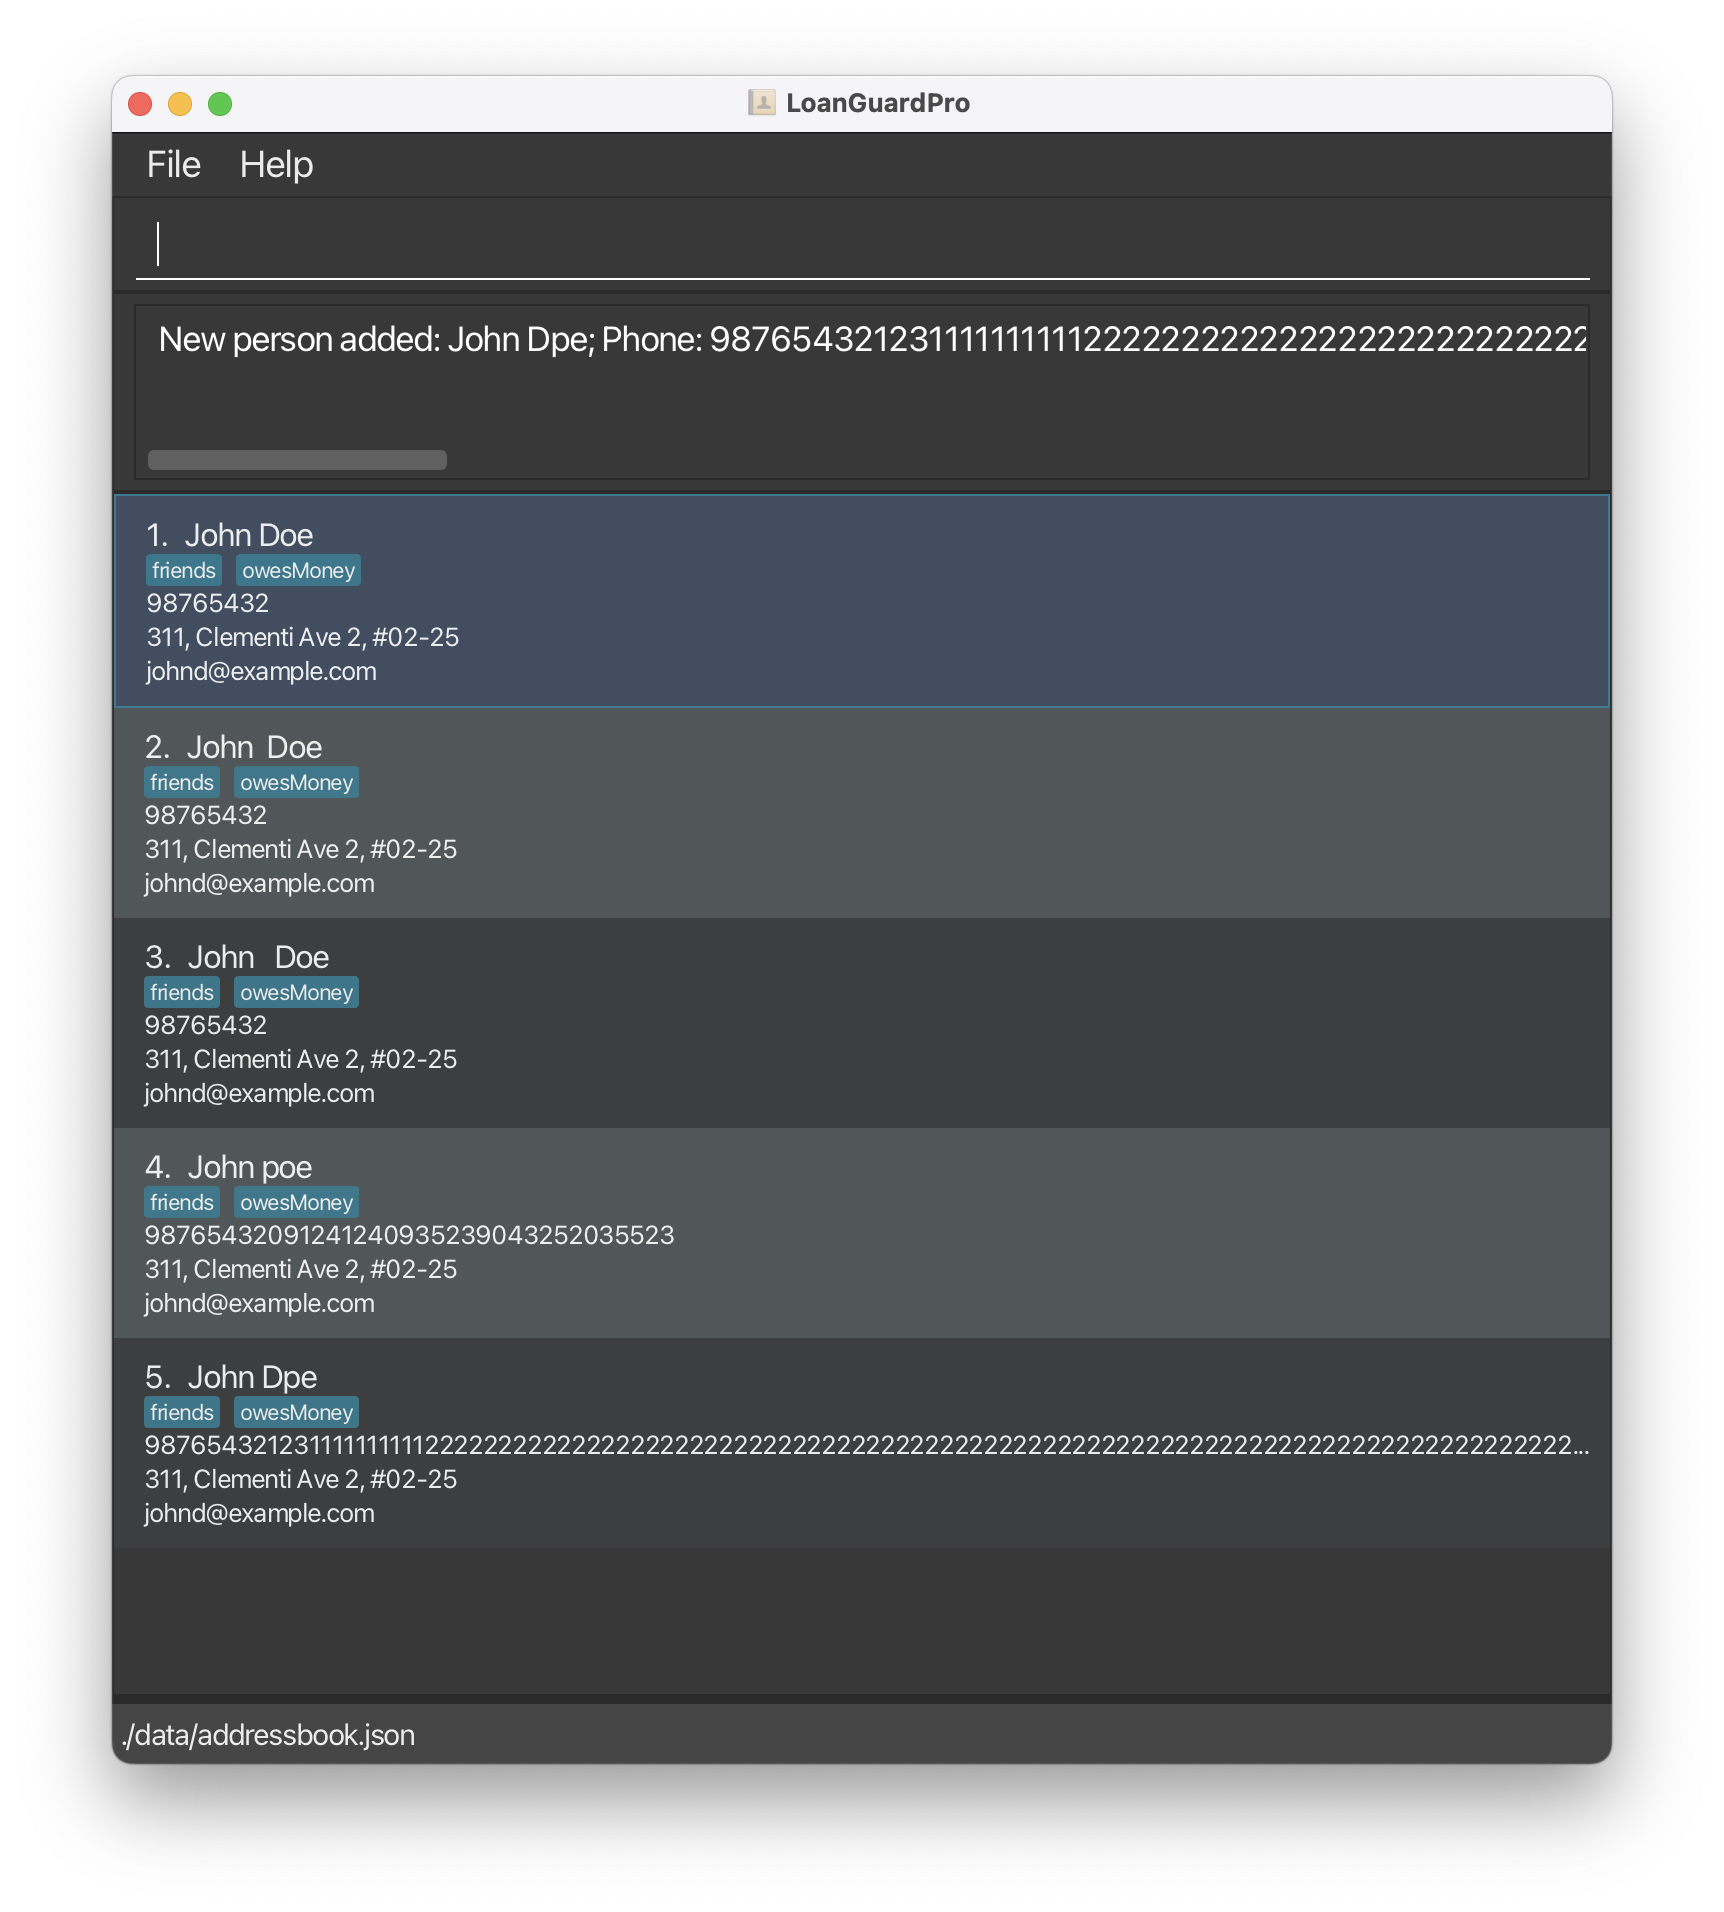 LoanGuardPro
File Help
New person added: John Dpe; Phone: 98765432123111111111122222222222222222222222222
1. John Doe
friends owesMoney
98765432
311, Clementi Ave 2, #02-25
johnd@example.com
2. John  Doe
friends owesMoney
98765432
311, Clementi Ave 2, #02-25
johnd@example.com
3. John   Doe
friends owesMoney
98765432
311, Clementi Ave 2, #02-25
johnd@example.com
4. John poe
friends owesMoney
98765432091241240935239043252035523
311, Clementi Ave 2, #02-25
johnd@example.com
5. John Dpe
friends owesMoney
987654321231111111111222222222222222222222222222222222222222222222222222222222222222222222222222222...
311, Clementi Ave 2, #02-25
johnd@example.com
./data/addressbook.json